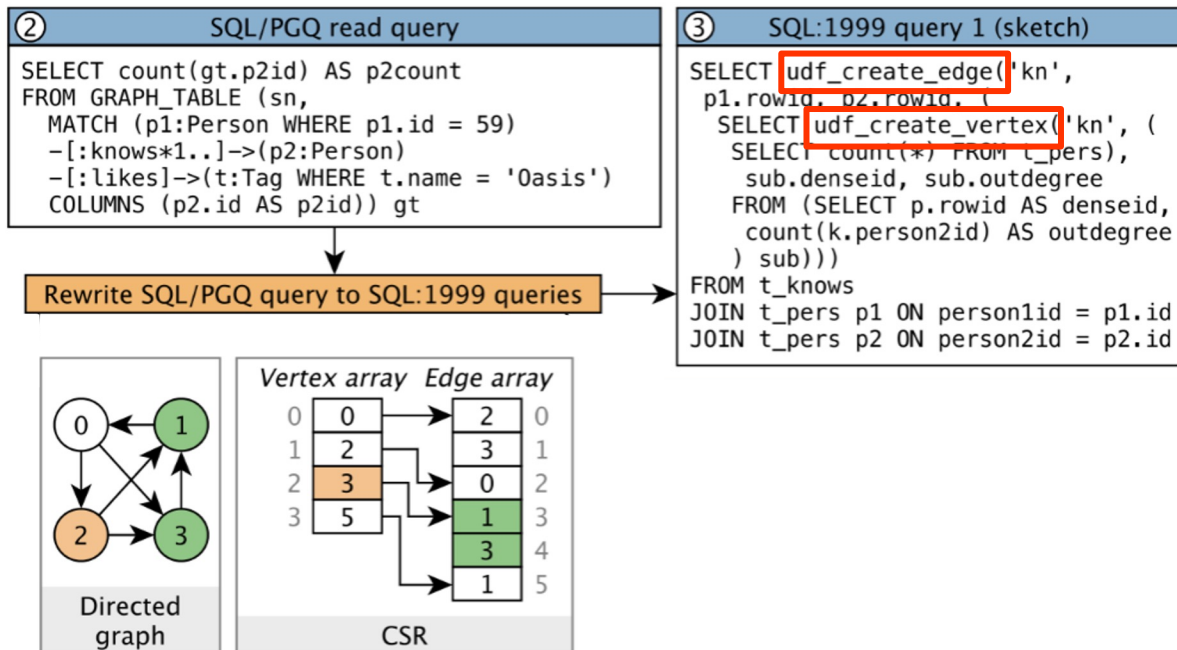 ② SQL/PGQ read query
SELECT count(gt.p2id) AS p2count
FROM GRAPH_TABLE (sn,
MATCH (p1:Person WHERE p1.id = 59)
-[:knows*1..]->(p2:Person)
-[:likes]->(t:Tag WHERE t.name = 'Oasis')
COLUMNS (p2.id AS p2id)) gt
Rewrite SQL/PGQ query to SQL:1999 queries
③ SQL:1999 query 1 (sketch)
SELECT udf_create_edge('kn',
p1.rowid, p2.rowid, (
SELECT udf_create_vertex('kn', (
SELECT count(*) FROM t_pers),
sub.denseid, sub.outdegree
FROM (SELECT p.rowid AS denseid,
count(k.person2id) AS outdegree
) sub)))
FROM t_knows
JOIN t_pers p1 ON person1id = p1.id
JOIN t_pers p2 ON person2id = p2.id
0 1
2 3
Directed
graph
Vertex array Edge array
0 0 2 0
1 2 3 1
2 3 0 2
3 5 1 3
3 4
1 5
CSR